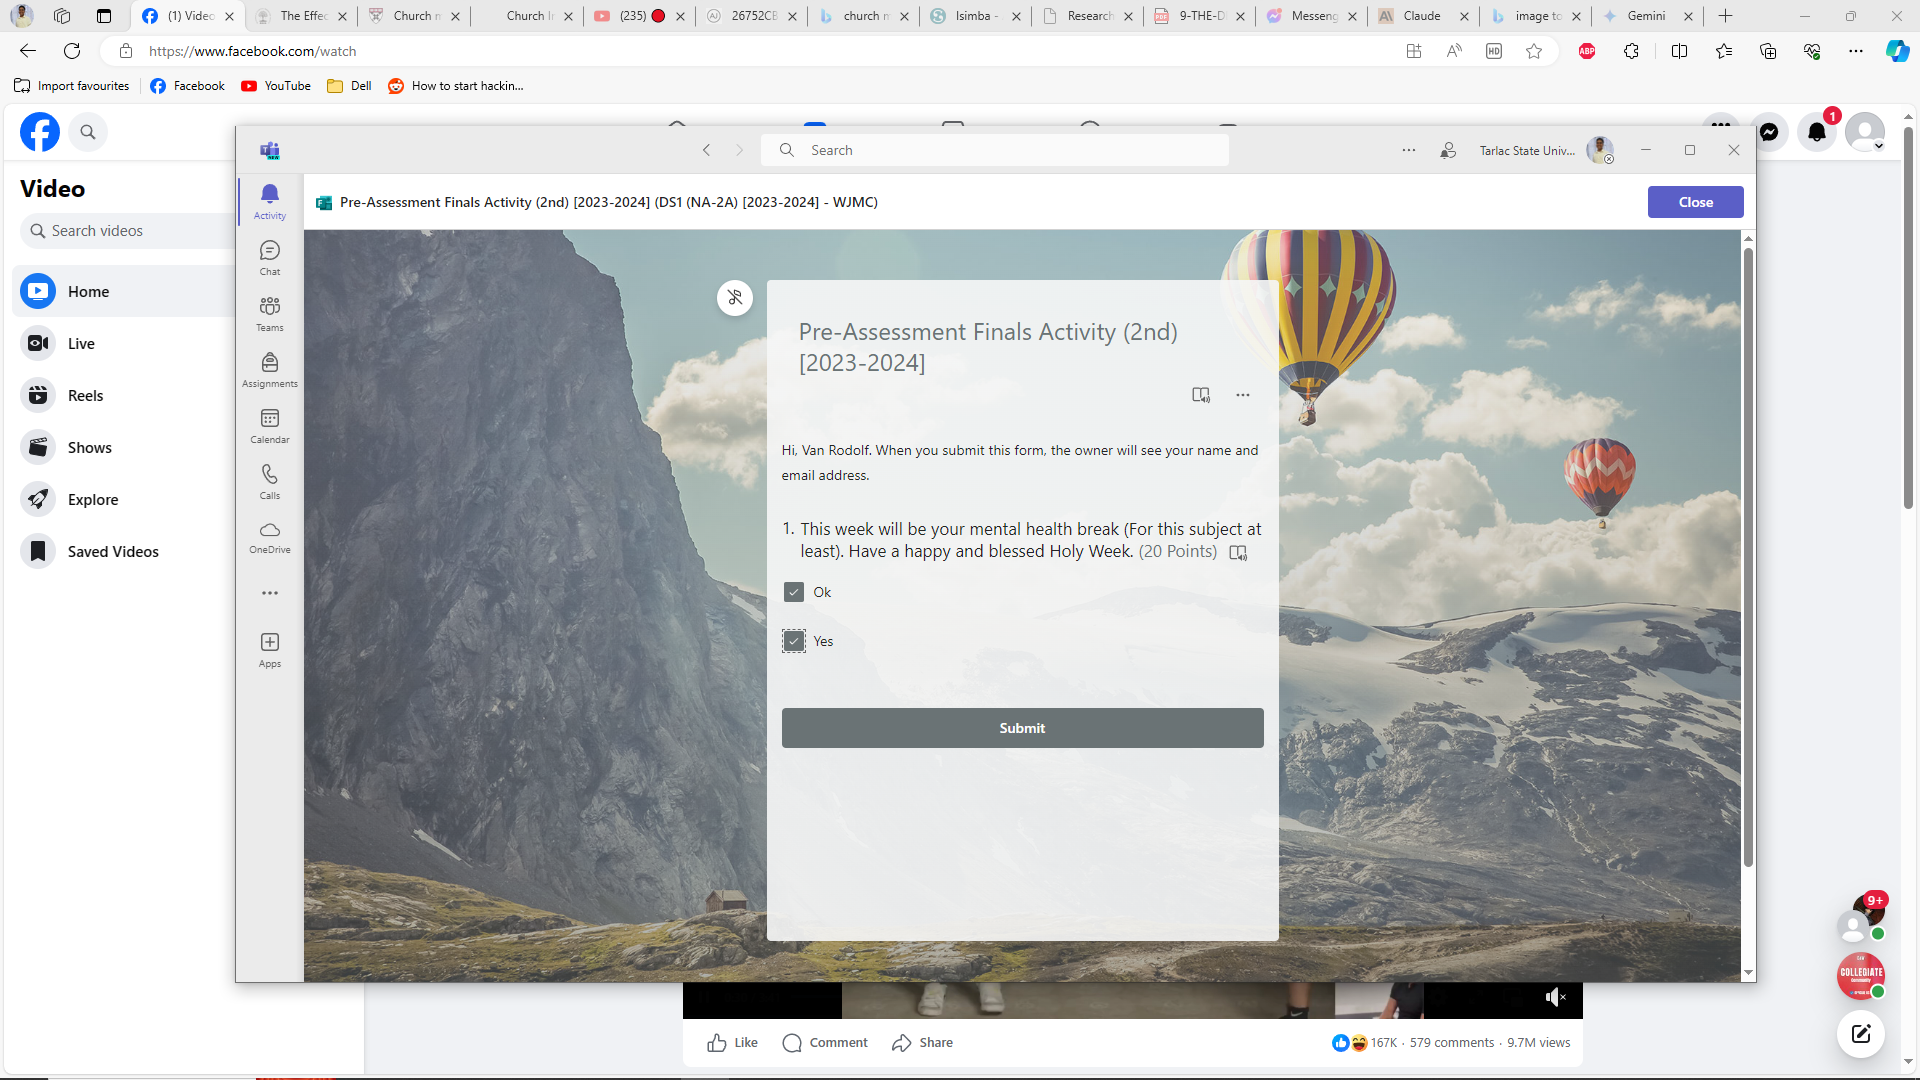 (1) Video
The Effec
Church m
Church In
(235)
26752CB
church m
Isimba -
Research
9-THE-D
Messeng
Claude
image to
Gemini
https://www.facebook.com/watch
HD
ABP
Import favourites
Facebook
YouTube
Dell
How to start hackin...
Video
Search videos
Home
Live
Reels
Shows
Explore
Saved Videos
1
Search
Tarlac State Univ...
Activity
Chat
Teams
Assignments
Calendar
Calls
OneDrive
Apps
Pre-Assessment Finals Activity (2nd) [2023-2024] (DS1 (NA-2A) [2023-2024] - WJMC)
Close
Pre-Assessment Finals Activity (2nd)
[2023-2024]
Hi, Van Rodolf. When you submit this form, the owner will see your name and
email address.
1. This week will be your mental health break (For this subject at
least). Have a happy and blessed Holy Week. (20 Points)
Ok
Yes
Submit
9+
COLLEGIATE
Like
Comment
Share
167K · 579 comments · 9.7M views